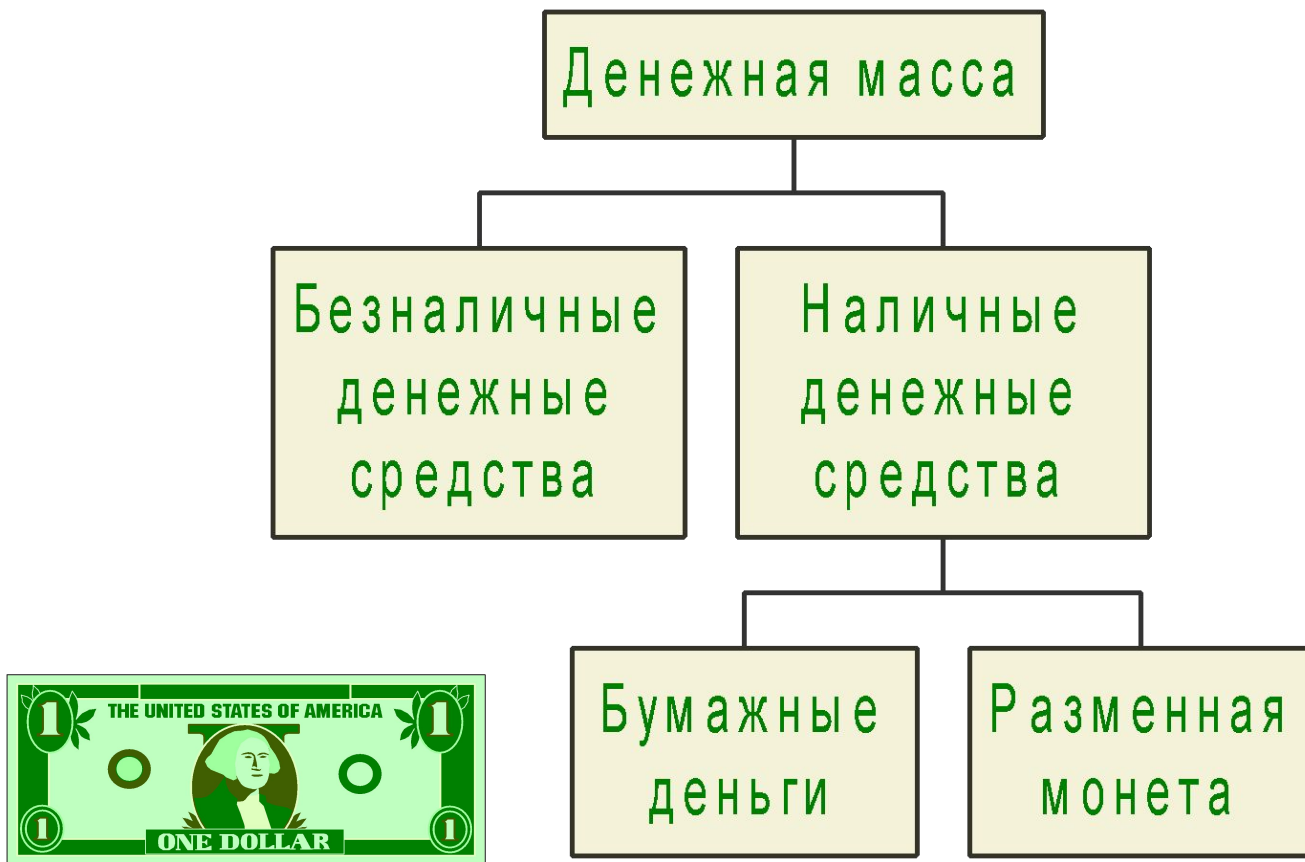 Денежная масса
Безналичные
денежные
средства
Наличные
денежные
средства
Бумажные
деньги
Разменная
монета
1
THE UNITED STATES OF AMERICA
1
1
ONE DOLLAR
1